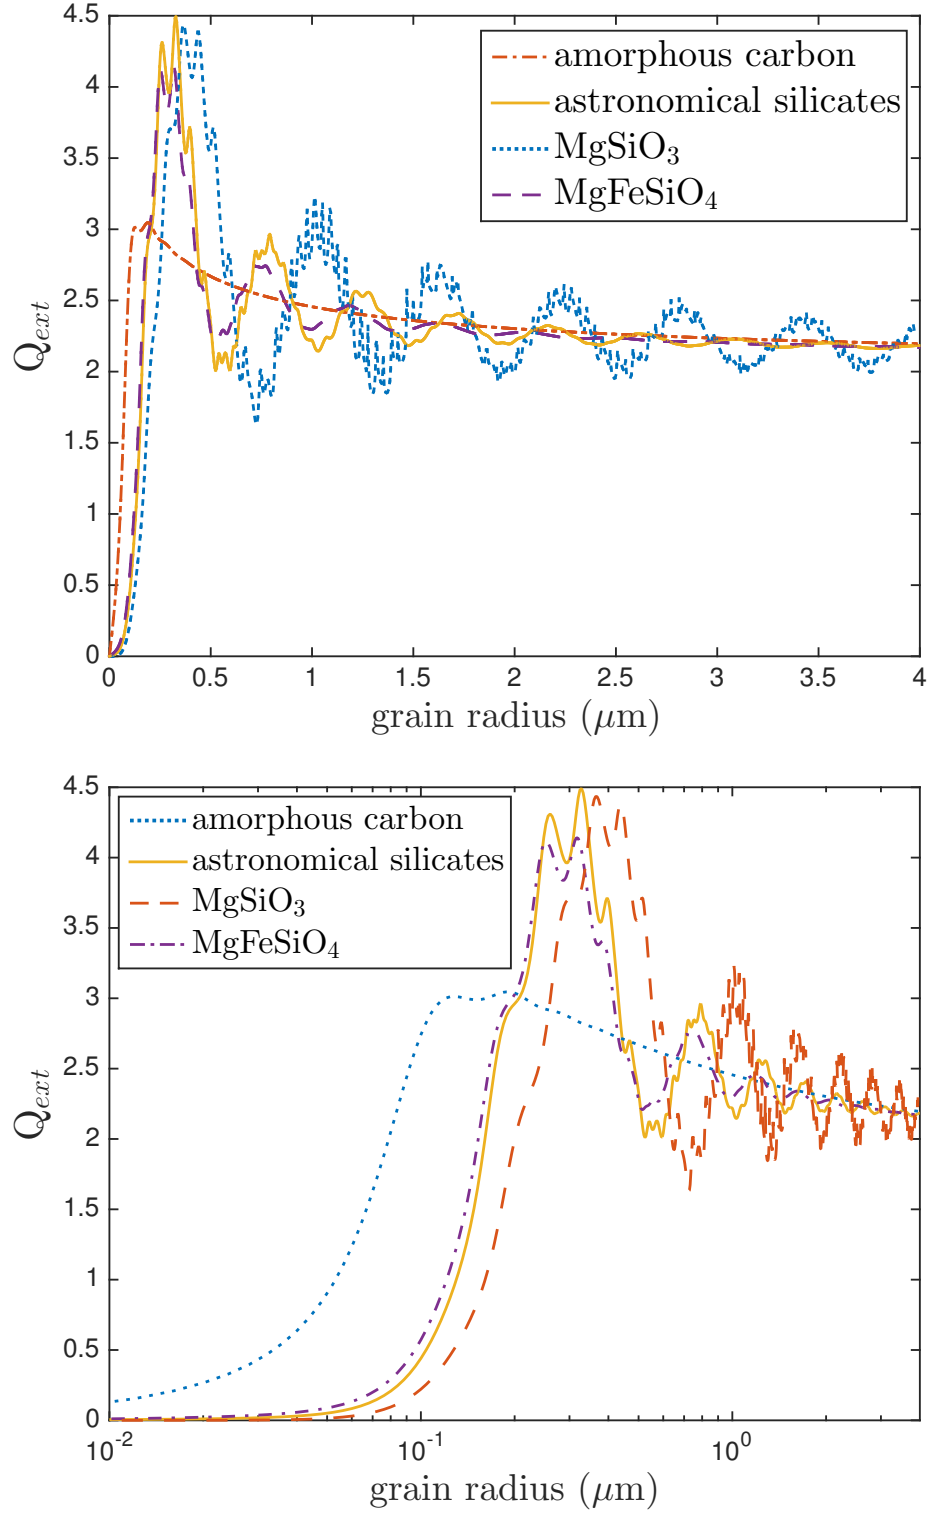 4.5
4
3.5
3
2.5
2
1.5
1
0.5
0
Q_ext
amorphous carbon
astronomical silicates
MgSiO₃
MgFeSiO₄
0 0.5 1 1.5 2 2.5 3 3.5 4
grain radius (μm)
4.5
4
3.5
3
2.5
2
1.5
1
0.5
0
Q_ext
amorphous carbon
astronomical silicates
MgSiO₃
MgFeSiO₄
10⁻² 10⁻¹ 10⁰
grain radius (μm)